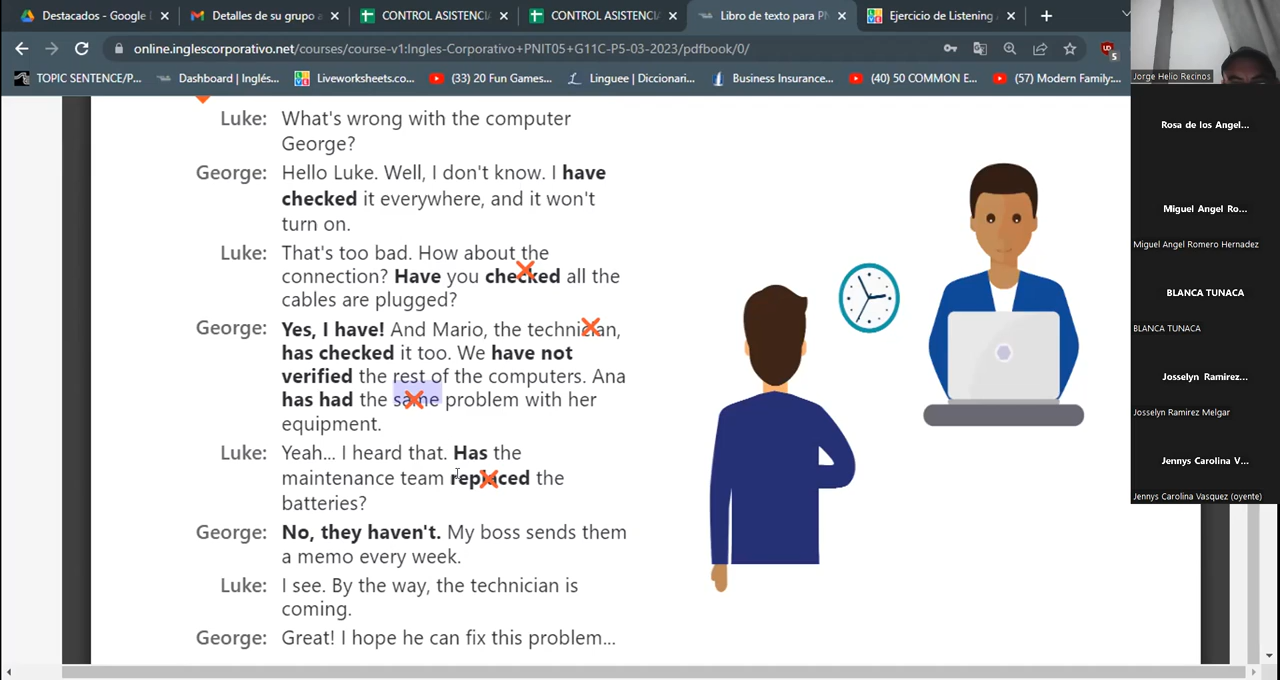 Destacados - Google
Detalles de su grupo a
CONTROL ASISTENCI
CONTROL ASISTENCI
Libro de texto para PN
Ejercicio de Listening
online.inglescorporativo.net/courses/course-v1:Ingles-Corporativo+PNIT05+G11C-P5-03-2023/pdfbook/0/
5
TOPIC SENTENCE/P...
Dashboard | Inglés...
Liveworksheets.co...
(33) 20 Fun Games...
Linguee | Diccionari...
Business Insurance...
(40) 50 COMMON E...
(57) Modern Family:...
Luke: What's wrong with the computer
George?
George: Hello Luke. Well, I don't know. I have
checked it everywhere, and it won't
turn on.
Luke: That's too bad. How about the
connection? Have you checked all the
cables are plugged?
George: Yes, I have! And Mario, the technician,
has checked it too. We have not
verified the rest of the computers. Ana
has had the same problem with her
equipment.
Luke: Yeah... I heard that. Has the
maintenance team replaced the
batteries?
George: No, they haven't. My boss sends them
a memo every week.
Luke: I see. By the way, the technician is
coming.
George: Great! I hope he can fix this problem...
Jorge Helio Recinos
Rosa de los Angel...
Miguel Angel Ro...
Miguel Angel Romero Hernadez
BLANCA TUNACA
BLANCA TUNACA
Josselyn Ramirez...
Josselyn Ramirez Melgar
Jennys Carolina V...
Jennys Carolina Vasquez (oyente)